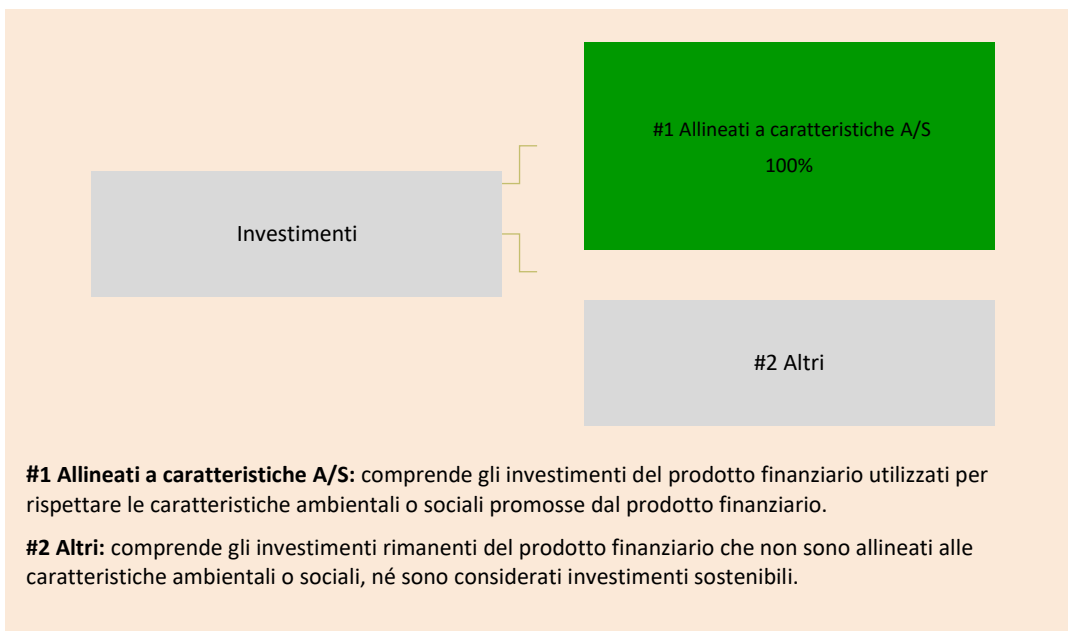 #1 Allineati a caratteristiche A/S
100%
Investimenti
#2 Altri
#1 Allineati a caratteristiche A/S: comprende gli investimenti del prodotto finanziario utilizzati per
rispettare le caratteristiche ambientali o sociali promosse dal prodotto finanziario.
#2 Altri: comprende gli investimenti rimanenti del prodotto finanziario che non sono allineati alle
caratteristiche ambientali o sociali, né sono considerati investimenti sostenibili.